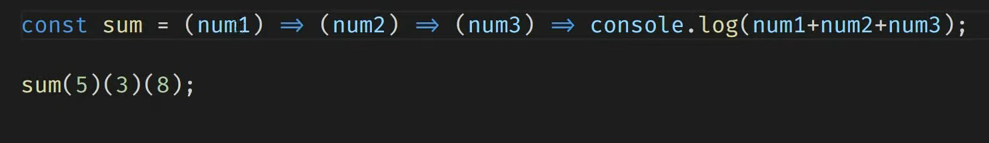 const sum = (num1) => (num2) => (num3) => console.log(num1+num2+num3);
sum(5)(3)(8);